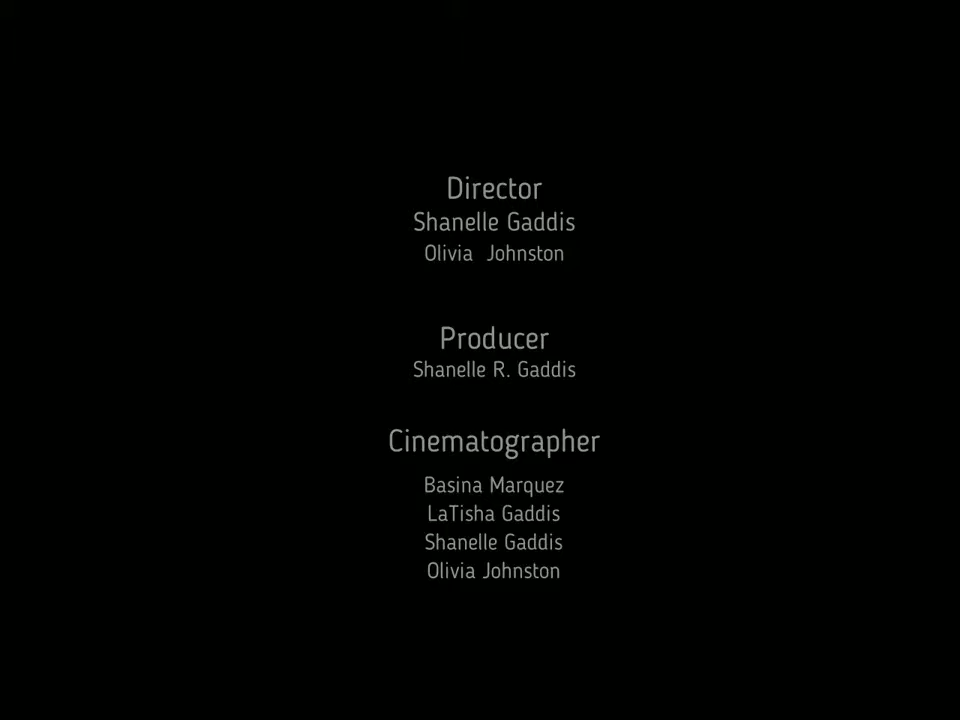 Director
Shanelle Gaddis
Olivia  Johnston
Producer
Shanelle R. Gaddis
Cinematographer
Basina Marquez
LaTisha Gaddis
Shanelle Gaddis
Olivia Johnston